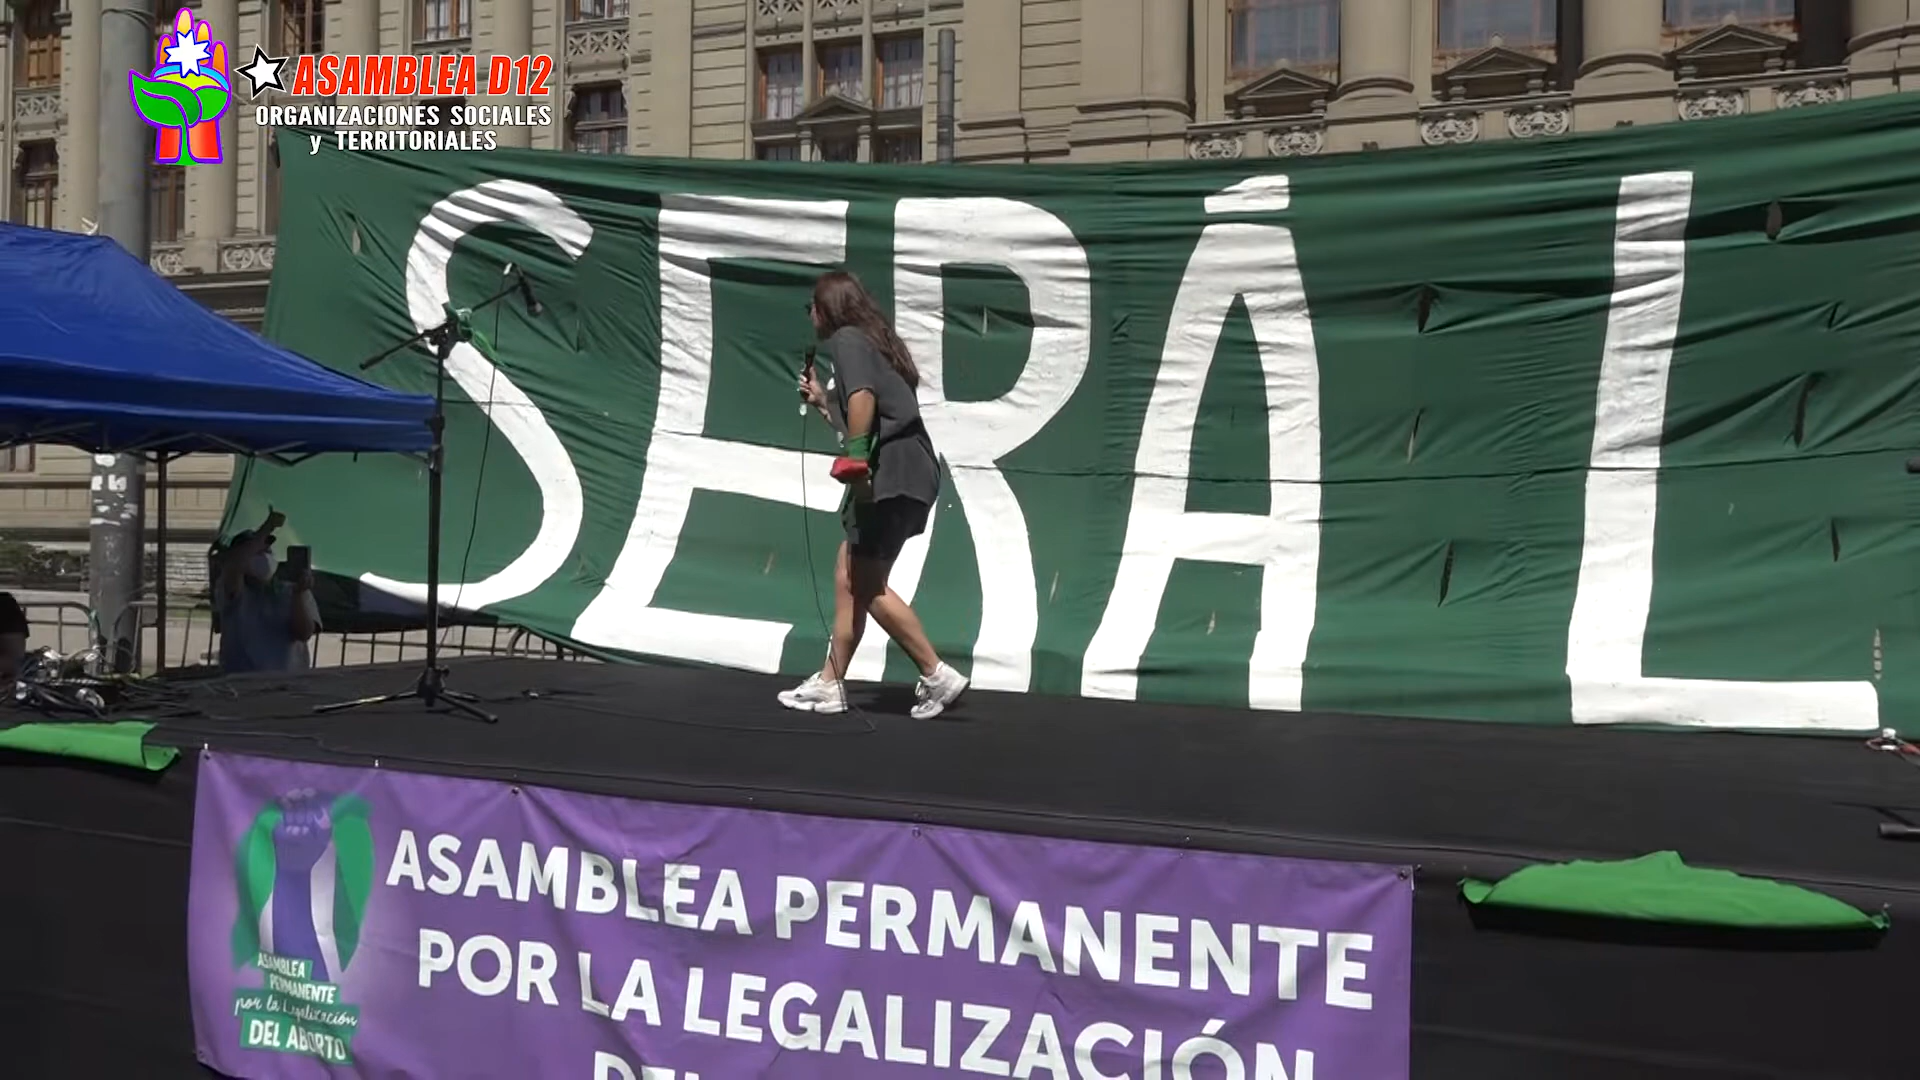 ASAMBLEA D12
ORGANIZACIONES SOCIALES
y TERRITORIALES
SERÁ L
ASAMBLEA PERMANENTE
POR LA LEGALIZACIÓN
ASAMBLEA
PERMANENTE
por la Legalización
DEL ABORTO